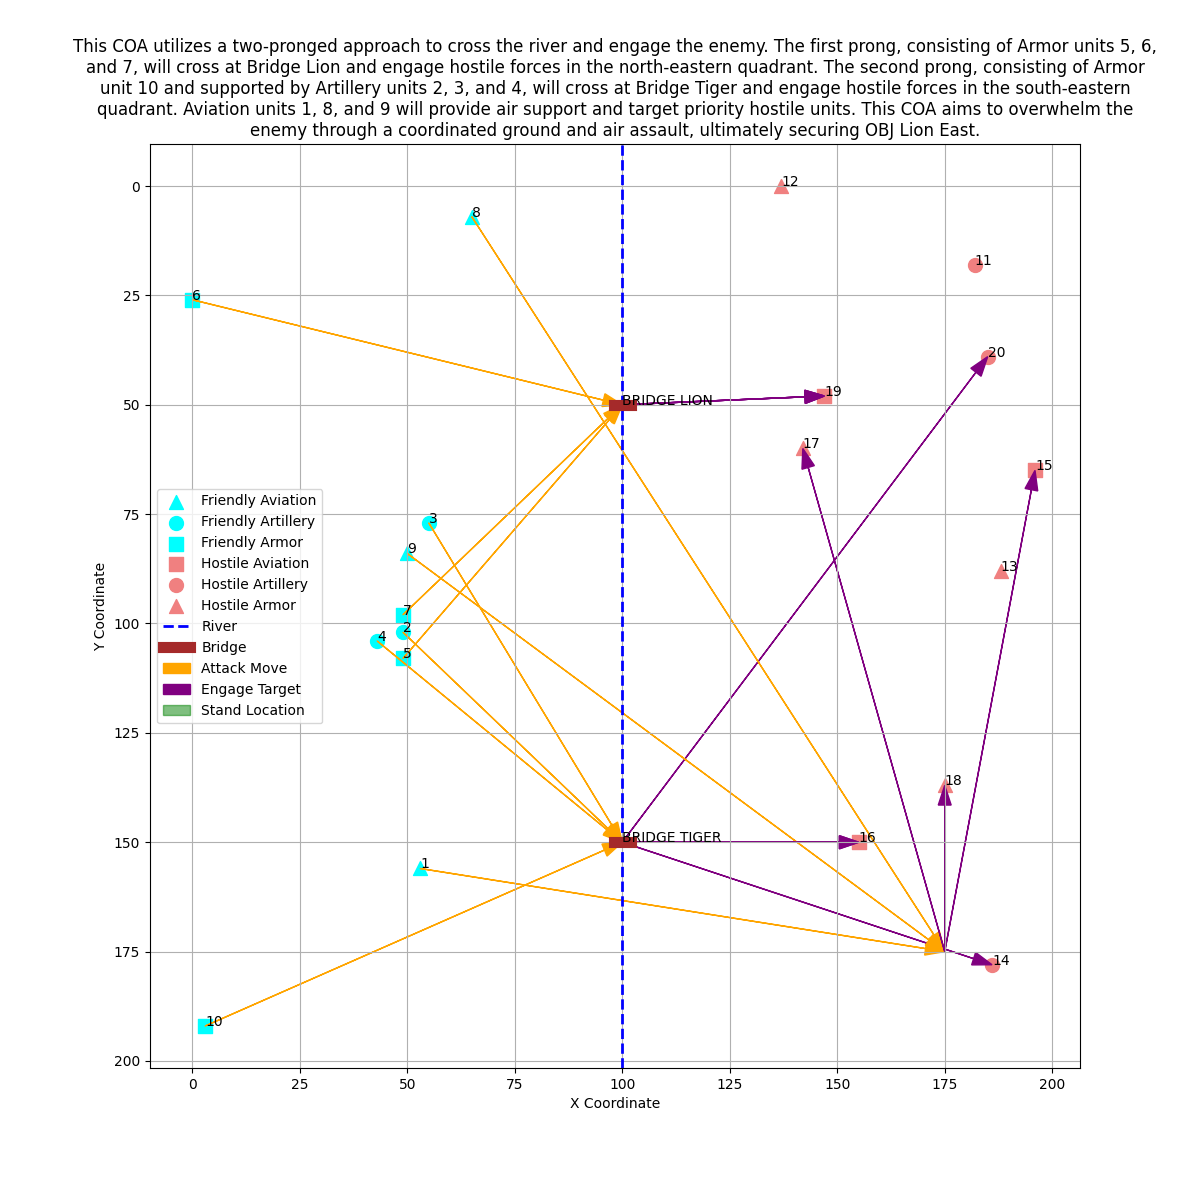 This COA utilizes a two-pronged approach to cross the river and engage the enemy. The first prong, consisting of Armor units 5, 6,
and 7, will cross at Bridge Lion and engage hostile forces in the north-eastern quadrant. The second prong, consisting of Armor
unit 10 and supported by Artillery units 2, 3, and 4, will cross at Bridge Tiger and engage hostile forces in the south-eastern
quadrant. Aviation units 1, 8, and 9 will provide air support and target priority hostile units. This COA aims to overwhelm the
enemy through a coordinated ground and air assault, ultimately securing OBJ Lion East.
0
25
50
75
100
125
150
175
200
Y Coordinate
12
8
11
6
20
19
BRIDGE LION
17
15
3
9
13
7
2
4
5
18
BRIDGE TIGER
16
1
14
10
Friendly Aviation
Friendly Artillery
Friendly Armor
Hostile Aviation
Hostile Artillery
Hostile Armor
River
Bridge
Attack Move
Engage Target
Stand Location
0
25
50
75
100
125
150
175
200
X Coordinate